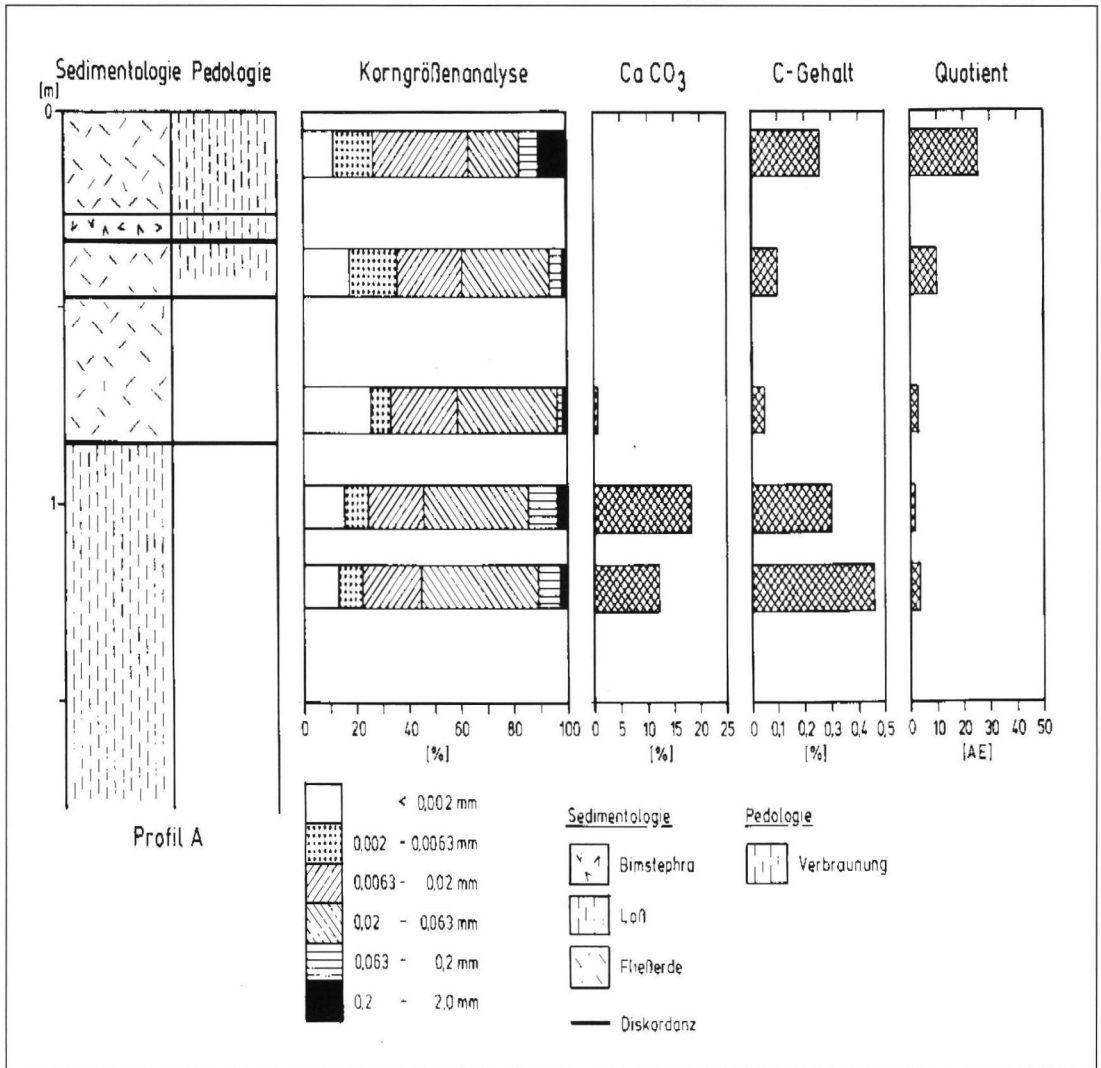 Sedimentologie Pedologie Korngrößenanalyse Ca CO3 C-Gehalt Quotient
[m]
0
1
0 20 40 60 80 100 0 5 10 15 20 25 0 0,1 0,2 0,3 0,4 0,5 0 10 20 30 40 50
[%] [%] [%] [AE]
Profil A
< 0,002 mm
0,002 - 0,0063 mm
0,0063 - 0,02 mm
0,02 - 0,063 mm
0,063 - 0,2 mm
0,2 - 2,0 mm
Sedimentologie
Bimstephra
Löß
Fließerde
Diskordanz
Pedologie
Verbraunung